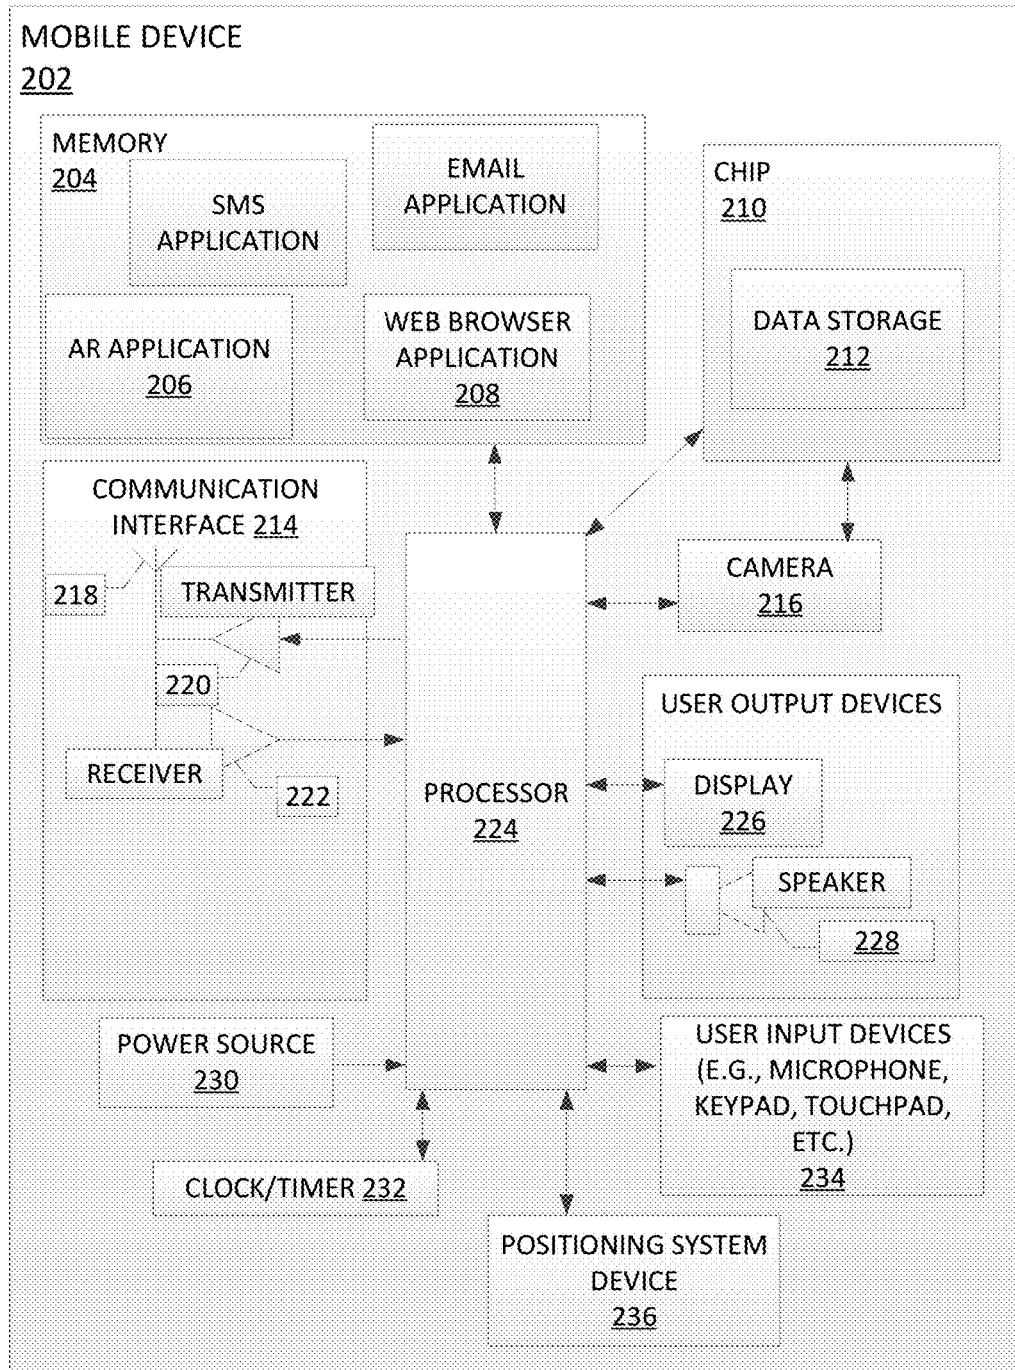 MOBILE DEVICE
202
MEMORY
204
SMS
APPLICATION
EMAIL
APPLICATION
AR APPLICATION
206
WEB BROWSER
APPLICATION
208
CHIP
210
DATA STORAGE
212
COMMUNICATION
INTERFACE 214
218
TRANSMITTER
220
RECEIVER
222
PROCESSOR
224
CAMERA
216
USER OUTPUT DEVICES
DISPLAY
226
SPEAKER
228
POWER SOURCE
230
USER INPUT DEVICES
(E.G., MICROPHONE,
KEYPAD, TOUCHPAD,
ETC.)
234
CLOCK/TIMER 232
POSITIONING SYSTEM
DEVICE
236